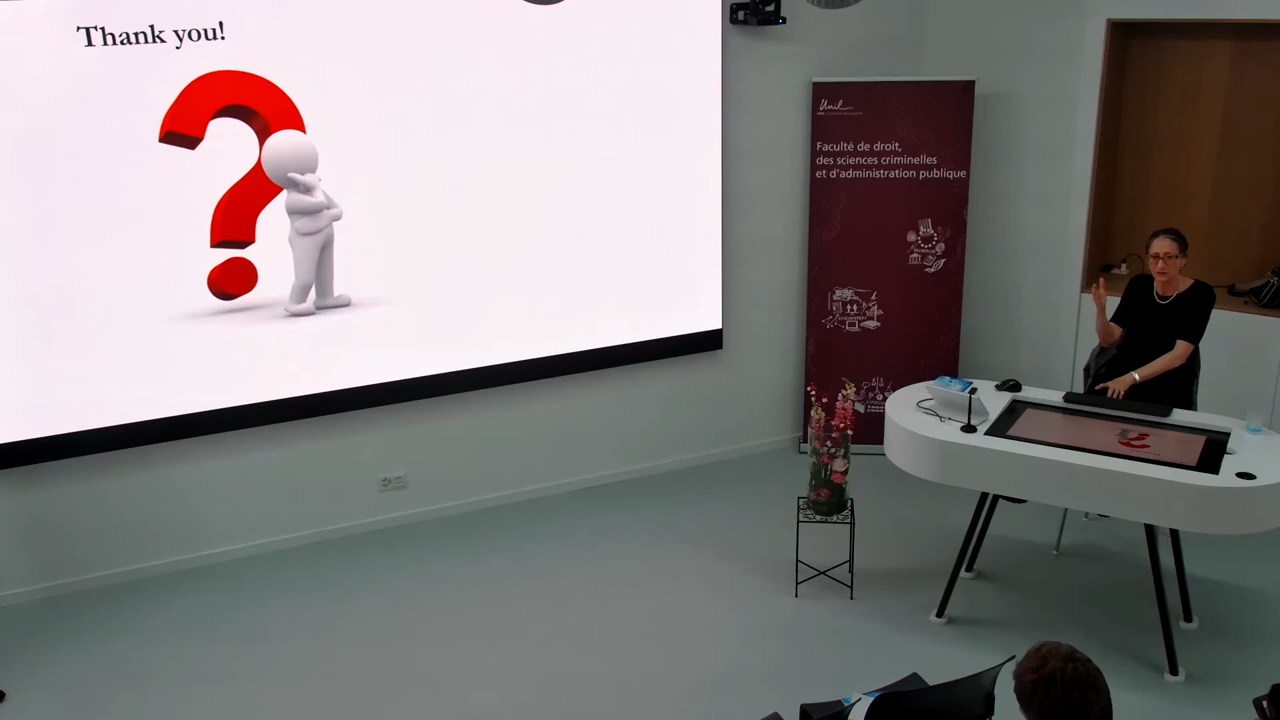 Thank you!
Unil
Faculté de droit,
des sciences criminelles
et d'administration publique